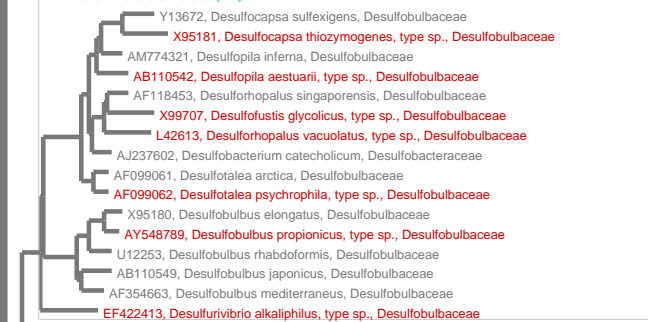 Y13672, Desulfocapsa sulfexigens, Desulfobulbaceae
X95181, Desulfocapsa thiozymogenes, type sp., Desulfobulbaceae
AM774321, Desulfopila inferna, Desulfobulbaceae
AB110542, Desulfopila aestuarii, type sp., Desulfobulbaceae
AF118453, Desulforhopalus singaporensis, Desulfobulbaceae
X99707, Desulfofustis glycolicus, type sp., Desulfobulbaceae
L42613, Desulforhopalus vacuolatus, type sp., Desulfobulbaceae
AJ237602, Desulfobacterium catecholicum, Desulfobacteraceae
AF099061, Desulfotalea arctica, Desulfobulbaceae
AF099062, Desulfotalea psychrophila, type sp., Desulfobulbaceae
X95180, Desulfobulbus elongatus, Desulfobulbaceae
AY548789, Desulfobulbus propionicus, type sp., Desulfobulbaceae
U12253, Desulfobulbus rhabdoformis, Desulfobulbaceae
AB110549, Desulfobulbus japonicus, Desulfobulbaceae
AF354663, Desulfobulbus mediterraneus, Desulfobulbaceae
EF422413, Desulfurivibrio alkaliphilus, type sp., Desulfobulbaceae